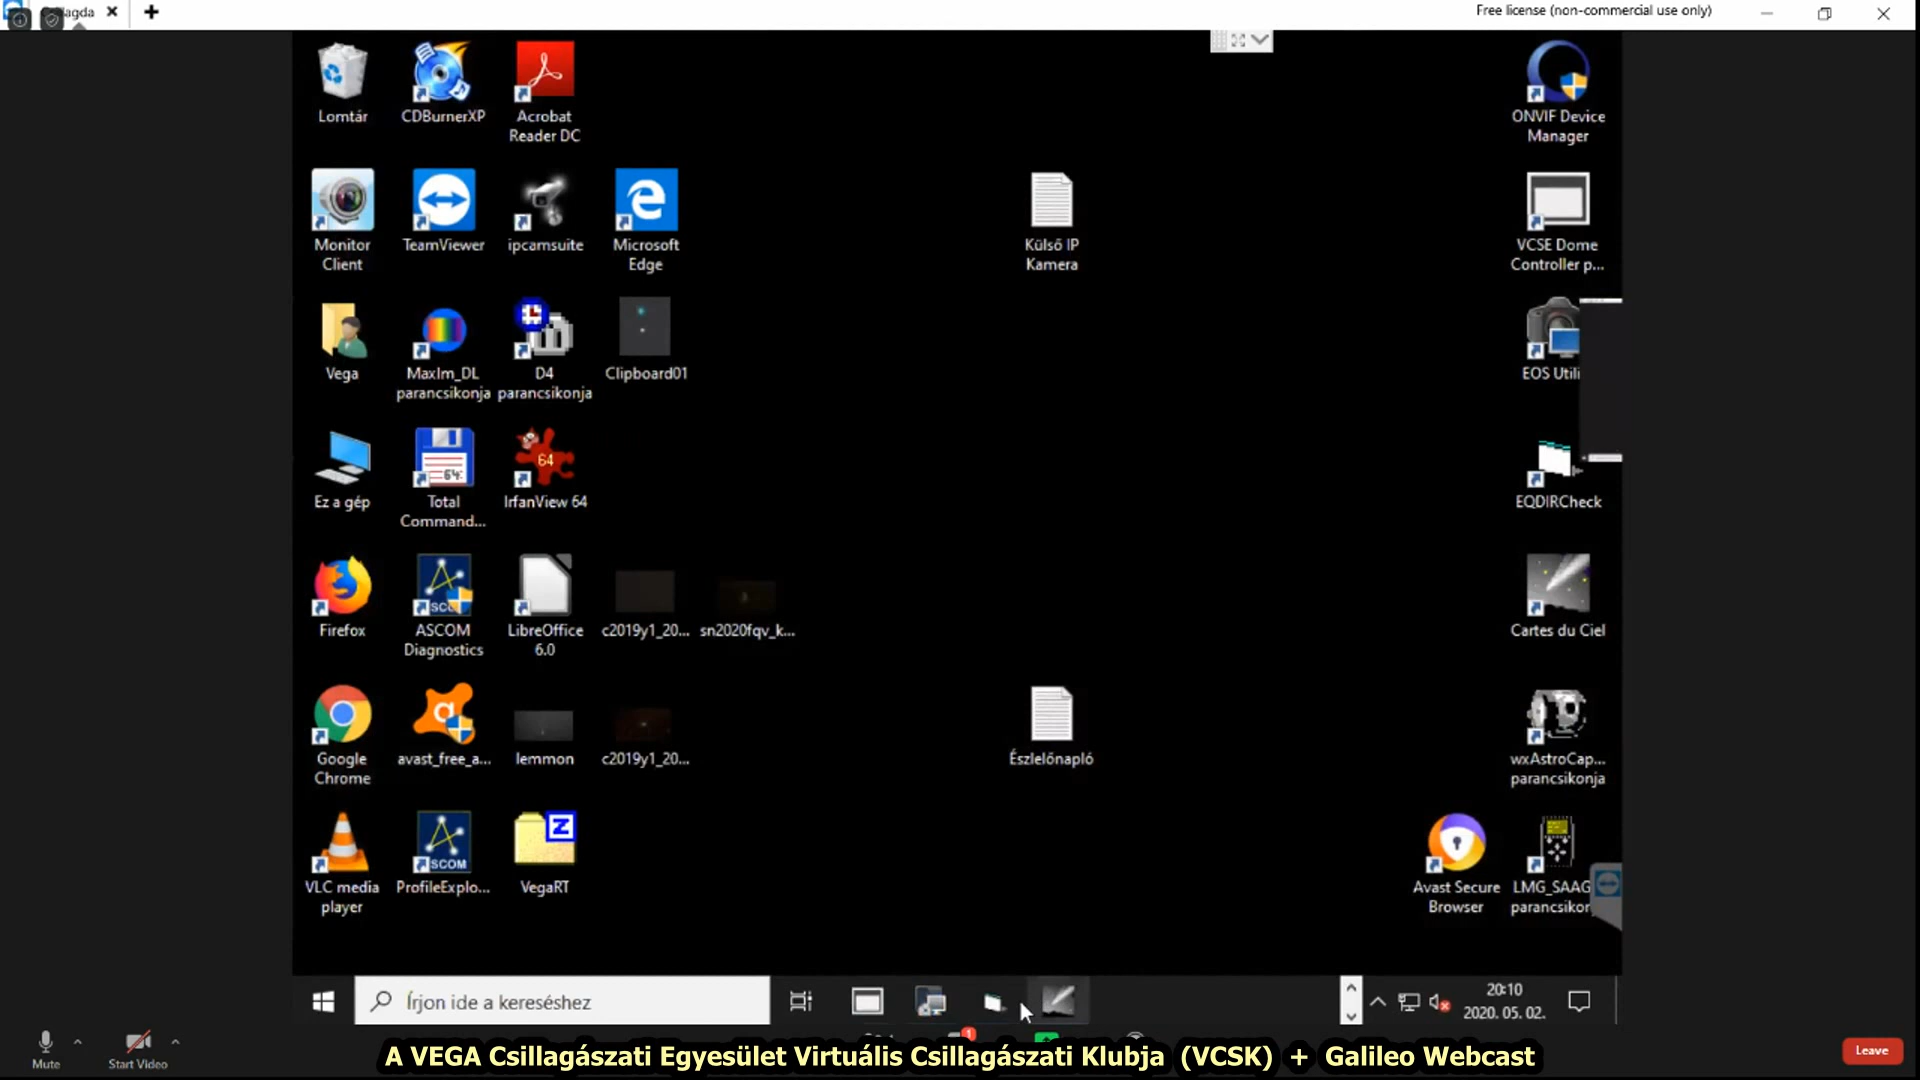 Free license (non-commercial use only)
Lomtár
CDBurnerXP
Acrobat
Reader DC
ONVIF Device
Manager
Monitor
Client
TeamViewer
ipcamsuite
Microsoft
Edge
Külső IP
Kamera
VCSE Dome
Controller p...
Vega
MaxIm_DL
parancsikonja
D4
parancsikonja
Clipboard01
EOS Utili
Ez a gép
Total
Command...
IrfanView 64
EQDIRCheck
Firefox
ASCOM
Diagnostics
LibreOffice
6.0
c2019y1_20...
sn2020fqv_k...
Cartes du Ciel
Google
Chrome
avast_free_a...
lemmon
c2019y1_20...
Észlelőnapló
wxAstroCap...
parancsikonja
VLC media
player
ProfileExplo...
VegaRT
Avast Secure
Browser
LMG_SAAG
parancsikon
Írjon ide a kereséshez
20:10
2020. 05. 02.
Mute
Start Video
A VEGA Csillagászati Egyesület Virtuális Csillagászati Klubja (VCSK) + Galileo Webcast
Leave